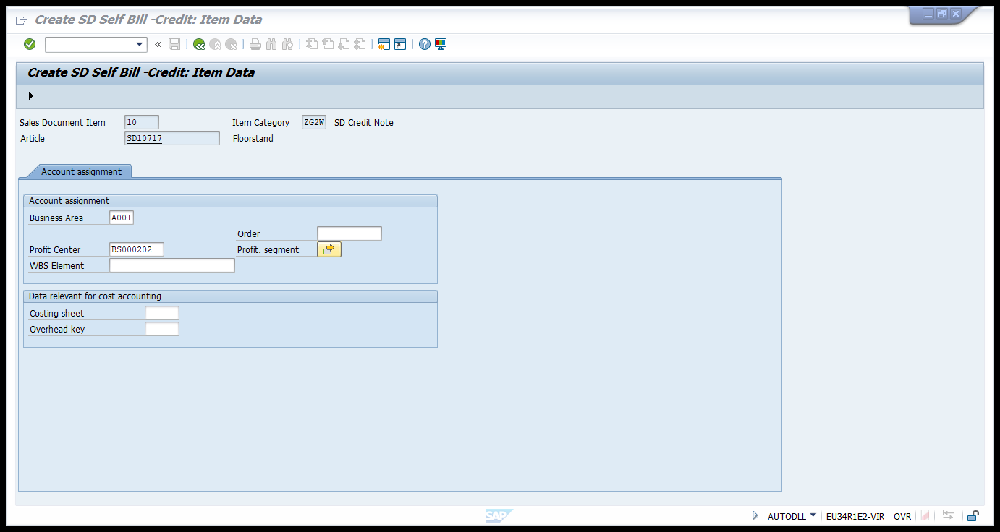 Create SD Self Bill -Credit: Item Data
Create SD Self Bill -Credit: Item Data
Sales Document Item 10 Item Category ZG2W SD Credit Note
Article SD10717 Floorstand
Account assignment
Account assignment
Business Area A001
Order
Profit Center BS000202 Profit. segment
WBS Element
Data relevant for cost accounting
Costing sheet
Overhead key
SAP AUTODLL EU34R1E2-VIR OVR